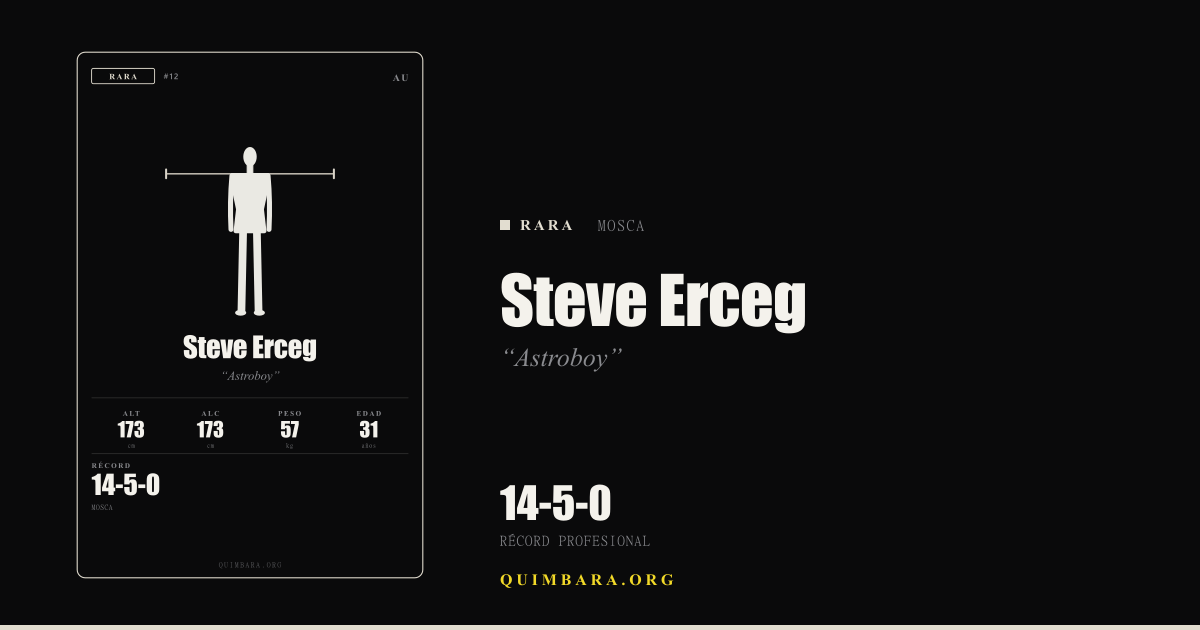 RARA #12 AU
Steve Erceg
“Astroboy”
ALT ALC PESO EDAD
173 173 57 31
cm cm kg años
RÉCORD
14-5-0
MOSCA
QUIMBARA.ORG
RARA MOSCA
Steve Erceg
“Astroboy”
14-5-0
RÉCORD PROFESIONAL
QUIMBARA.ORG